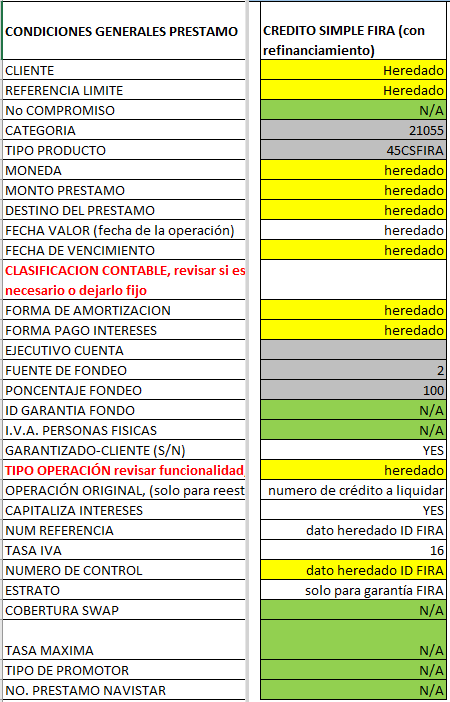 CONDICIONES GENERALES PRESTAMO CREDITO SIMPLE FIRA (con
refinanciamiento)
CLIENTE Heredado
REFERENCIA LIMITE Heredado
No COMPROMISO N/A
CATEGORIA 21055
TIPO PRODUCTO 45CSFIRA
MONEDA heredado
MONTO PRESTAMO heredado
DESTINO DEL PRESTAMO heredado
FECHA VALOR (fecha de la operación) heredado
FECHA DE VENCIMIENTO heredado
CLASIFICACION CONTABLE, revisar si es
necesario o dejarlo fijo
FORMA DE AMORTIZACION heredado
FORMA PAGO INTERESES heredado
EJECUTIVO CUENTA
FUENTE DE FONDEO 2
PONCENTAJE FONDEO 100
ID GARANTIA FONDO N/A
I.V.A. PERSONAS FISICAS N/A
GARANTIZADO-CLIENTE (S/N) YES
TIPO OPERACIÓN revisar funcionalidad heredado
OPERACIÓN ORIGINAL, (solo para reest numero de crédito a liquidar
CAPITALIZA INTERESES YES
NUM REFERENCIA dato heredado ID FIRA
TASA IVA 16
NUMERO DE CONTROL dato heredado ID FIRA
ESTRATO solo para garantía FIRA
COBERTURA SWAP N/A
TASA MAXIMA N/A
TIPO DE PROMOTOR N/A
NO. PRESTAMO NAVISTAR N/A